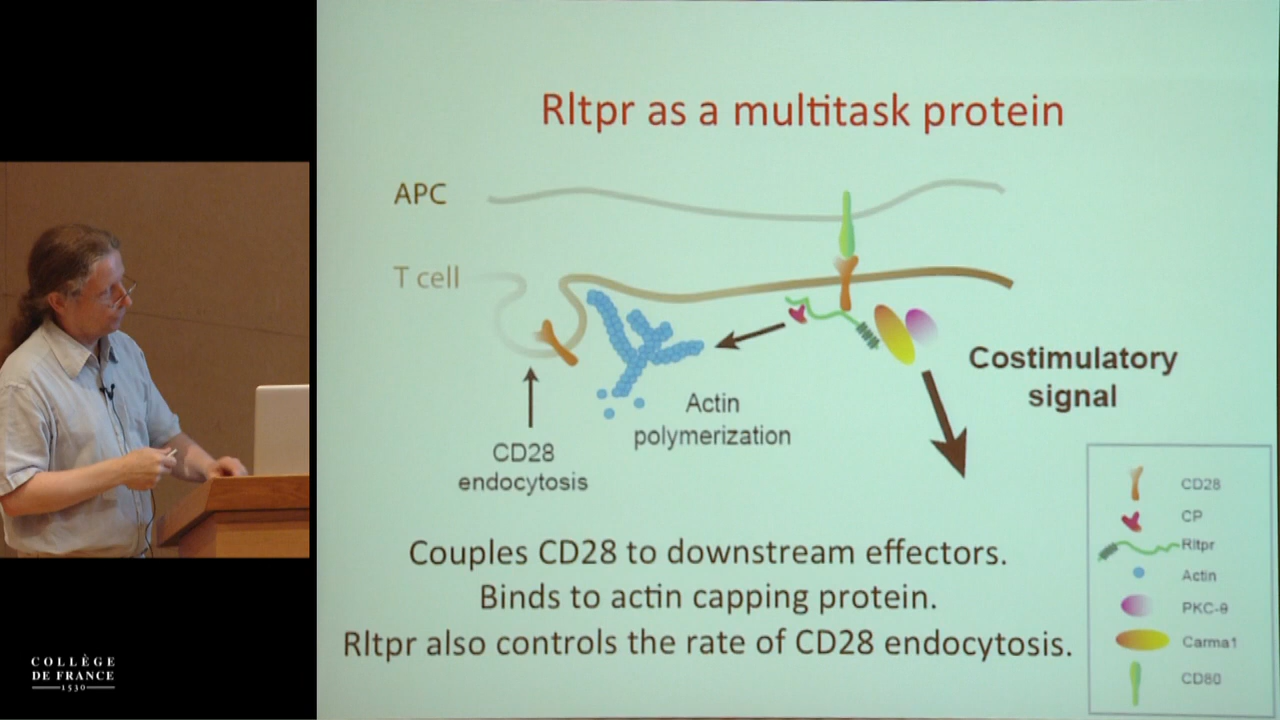 Rltpr as a multitask protein
APC
T cell
Costimulatory
signal
Actin
polymerization
CD28
endocytosis
CD28
CP
Rltpr
Actin
PKC-θ
Carma1
CD80
Couples CD28 to downstream effectors.
Binds to actin capping protein.
Rltpr also controls the rate of CD28 endocytosis.
COLLÈGE
DE FRANCE
1530